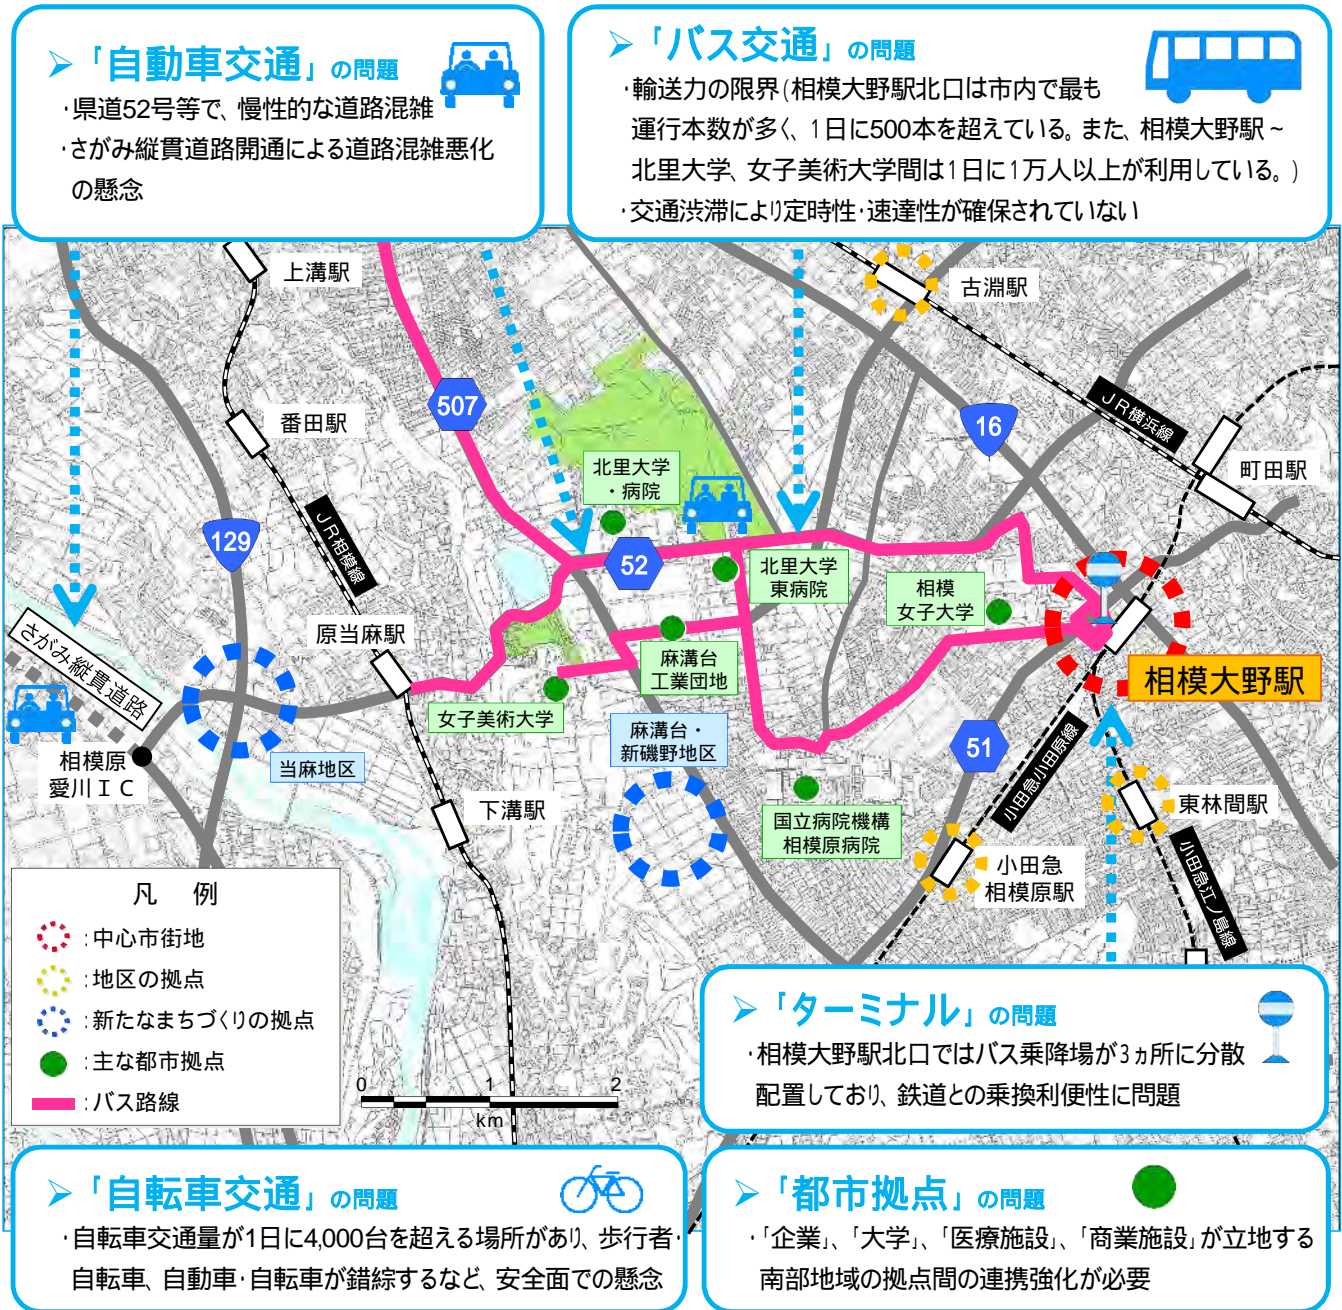 ➢「自動車交通」の問題
・県道52号等で、慢性的な道路混雑
・さがみ縦貫道路開通による道路混雑悪化
の懸念
➢「バス交通」の問題
・輸送力の限界(相模大野駅北口は市内で最も
運行本数が多く、1日に500本を超えている。また、相模大野駅~
北里大学、女子美術大学間は1日に1万人以上が利用している。)
・交通渋滞により定時性・速達性が確保されていない
上溝駅
古淵駅
番田駅
507
16
JR横浜線
町田駅
北里大学
・病院
129
JR相模線
52
北里大学
東病院
相模
女子大学
原当麻駅
麻溝台
工業団地
さがみ縦貫道路
女子美術大学
相模大野駅
麻溝台・
新磯野地区
51
小田急小田原線
相模原
愛川IC
当麻地区
下溝駅
国立病院機構
相模原病院
東林間駅
小田急
相模原駅
小田急江ノ島線
凡 例
:中心市街地
:地区の拠点
:新たなまちづくりの拠点
:主な都市拠点
:バス路線
0 1 2
km
➢「ターミナル」の問題
・相模大野駅北口ではバス乗降場が3ヵ所に分散
配置しており、鉄道との乗換利便性に問題
➢「自転車交通」の問題
・自転車交通量が1日に4,000台を超える場所があり、歩行者・
自転車、自動車・自転車が錯綜するなど、安全面での懸念
➢「都市拠点」の問題
・「企業」、「大学」、「医療施設」、「商業施設」が立地する
南部地域の拠点間の連携強化が必要